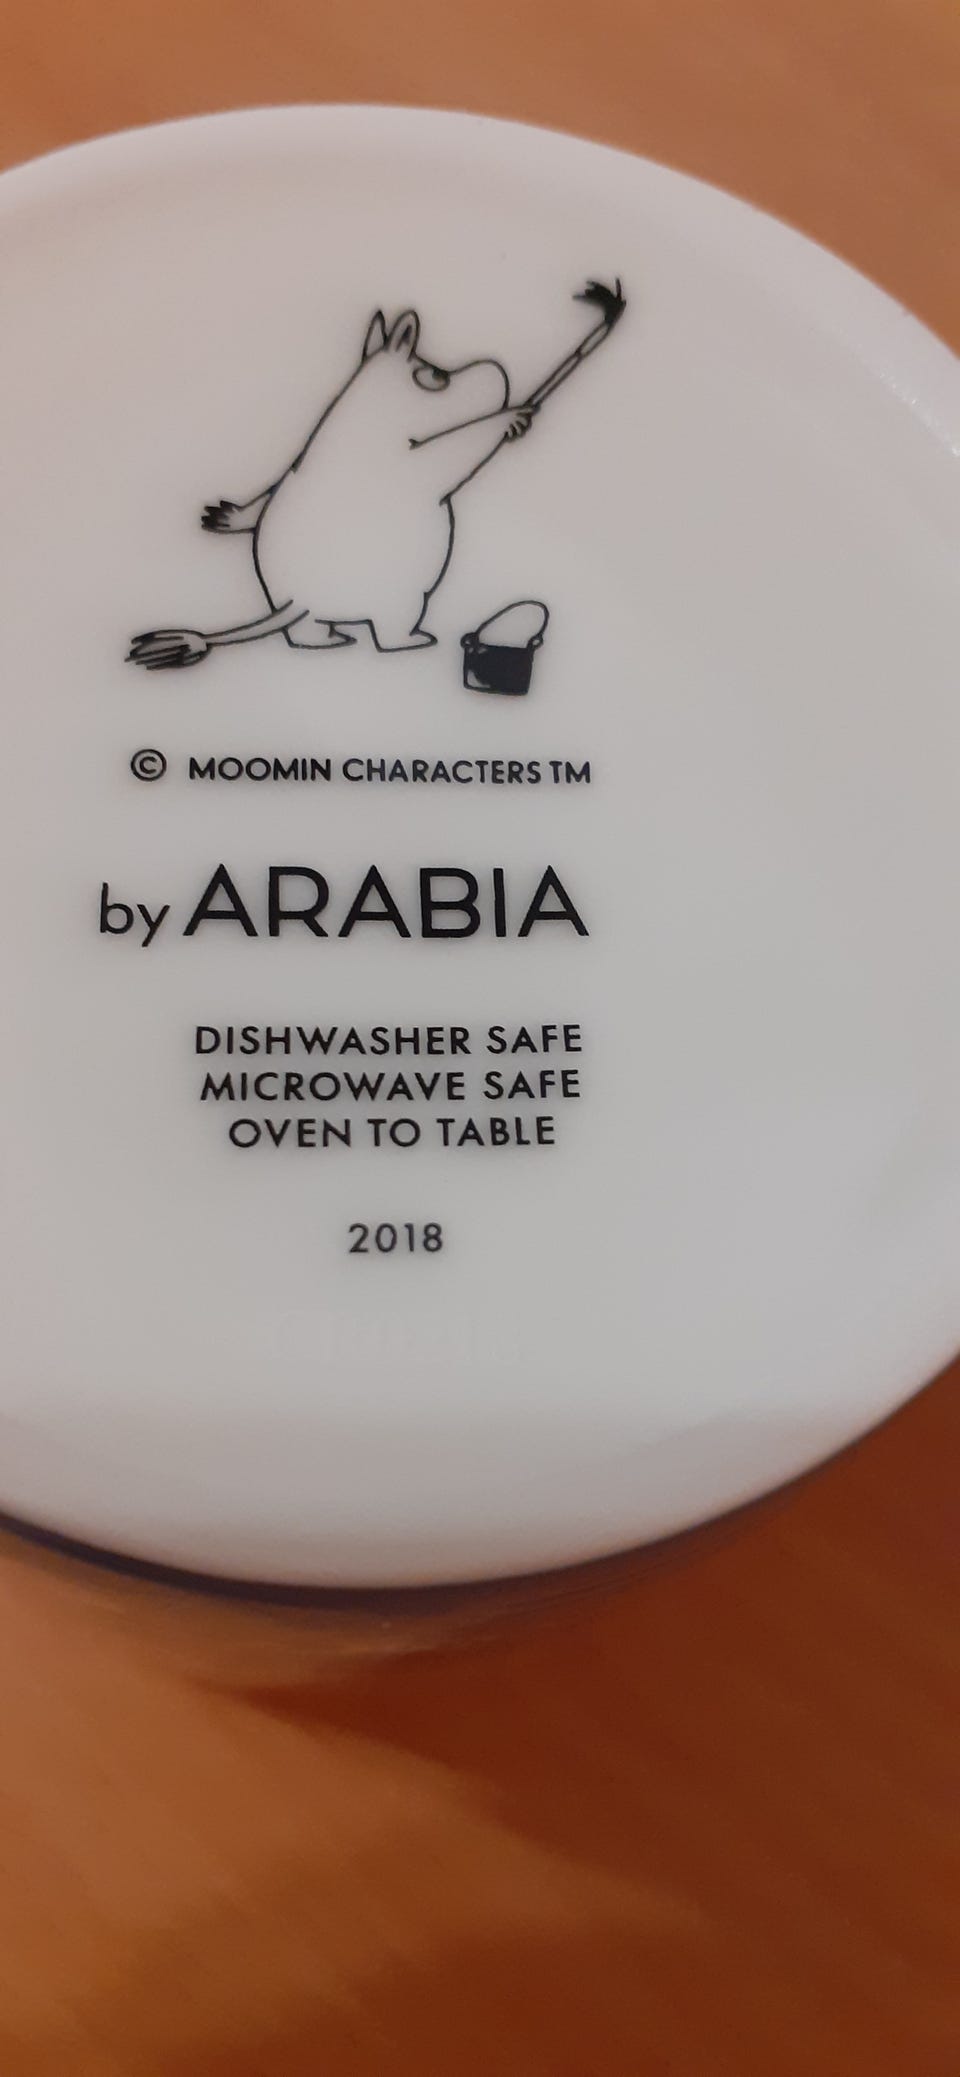 © MOOMIN CHARACTERS TM
by ARABIA
DISHWASHER SAFE
MICROWAVE SAFE
OVEN TO TABLE
2018